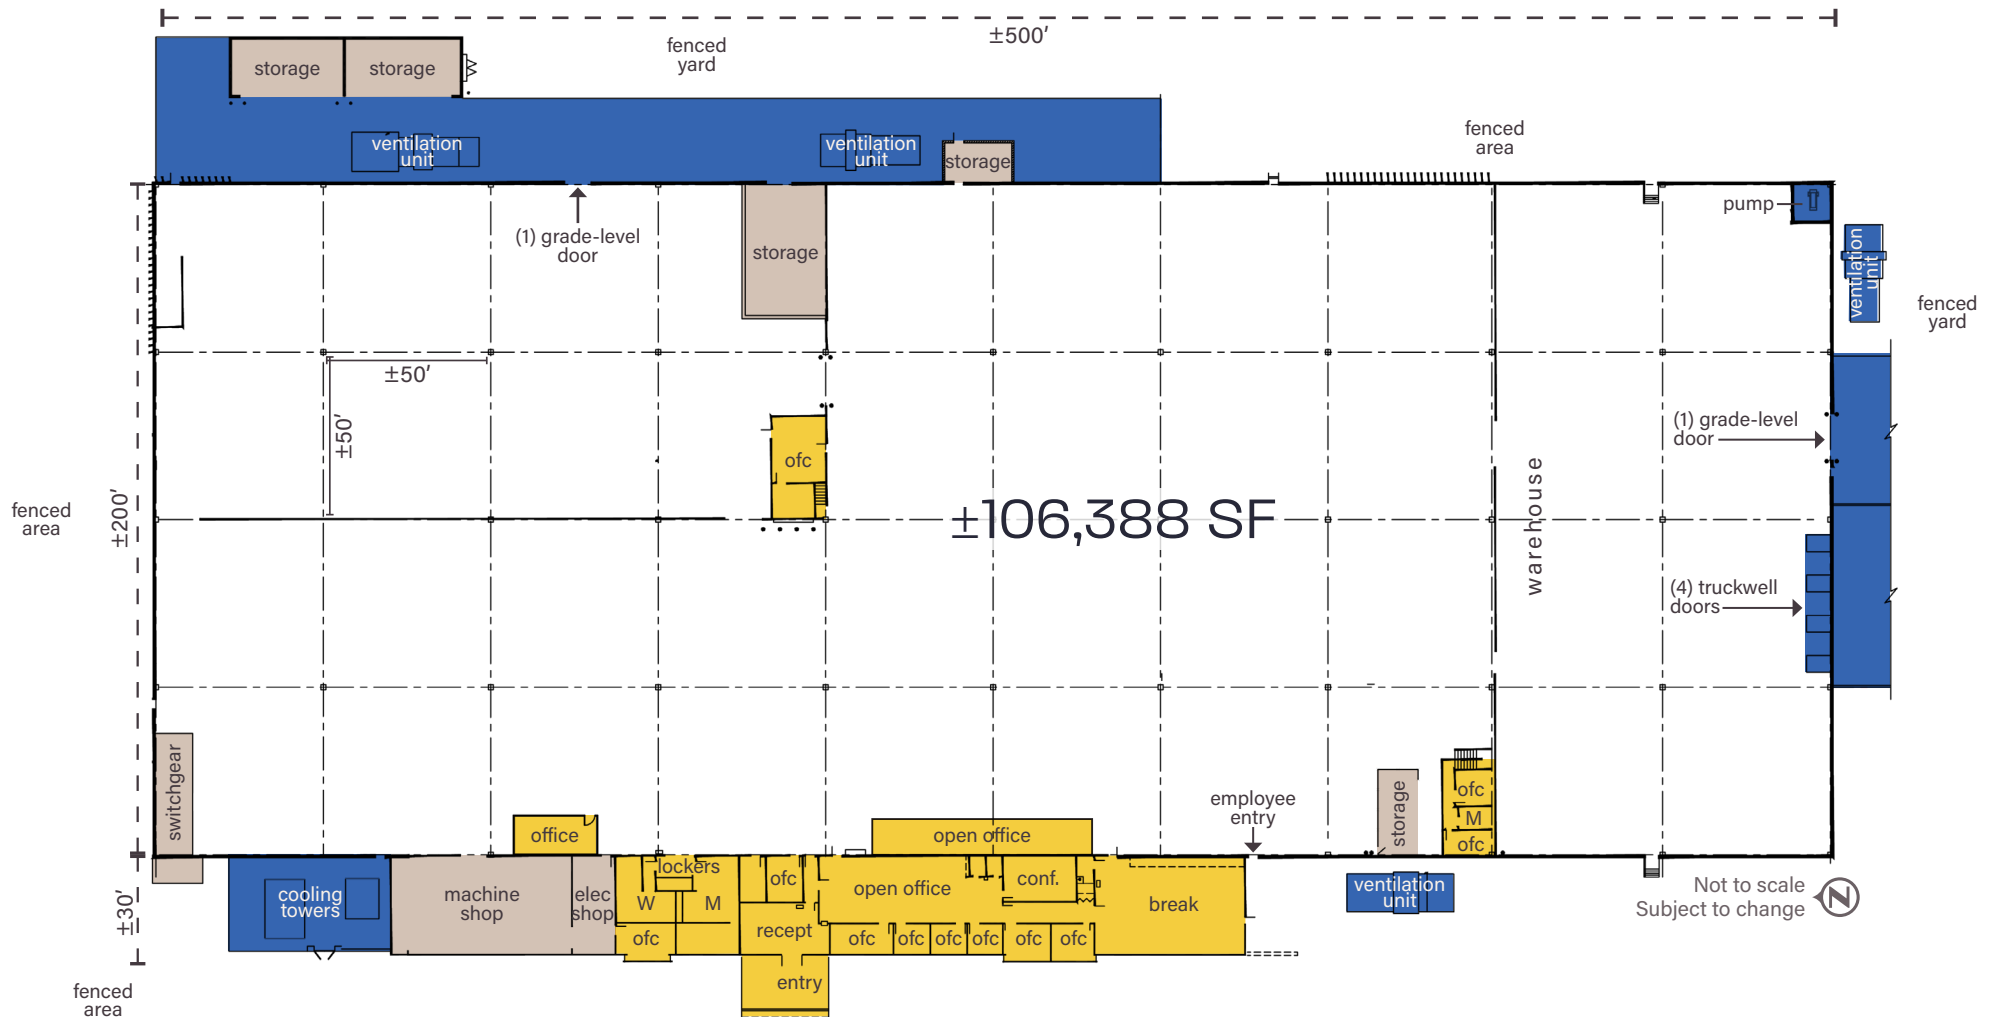 ±500'
fenced
yard
storage
storage
ventilation
unit
ventilation
unit
storage
fenced
area
pump
(1) grade-level
door
storage
ventilation
unit
fenced
yard
±50'
±50'
(1) grade-level
door
ofc
±106,388 SF
warehouse
fenced
area
±200'
(4) truckwell
doors
switchgear
office
open office
employee
entry
storage
ofc
M
ofc
cooling
towers
machine
shop
elec
shop
lockers
W
M
ofc
ofc
recept
entry
open office
conf.
ofc
ofc
ofc
ofc
ofc
ofc
break
ventilation
unit
Not to scale
Subject to change
N
±30'
fenced
area